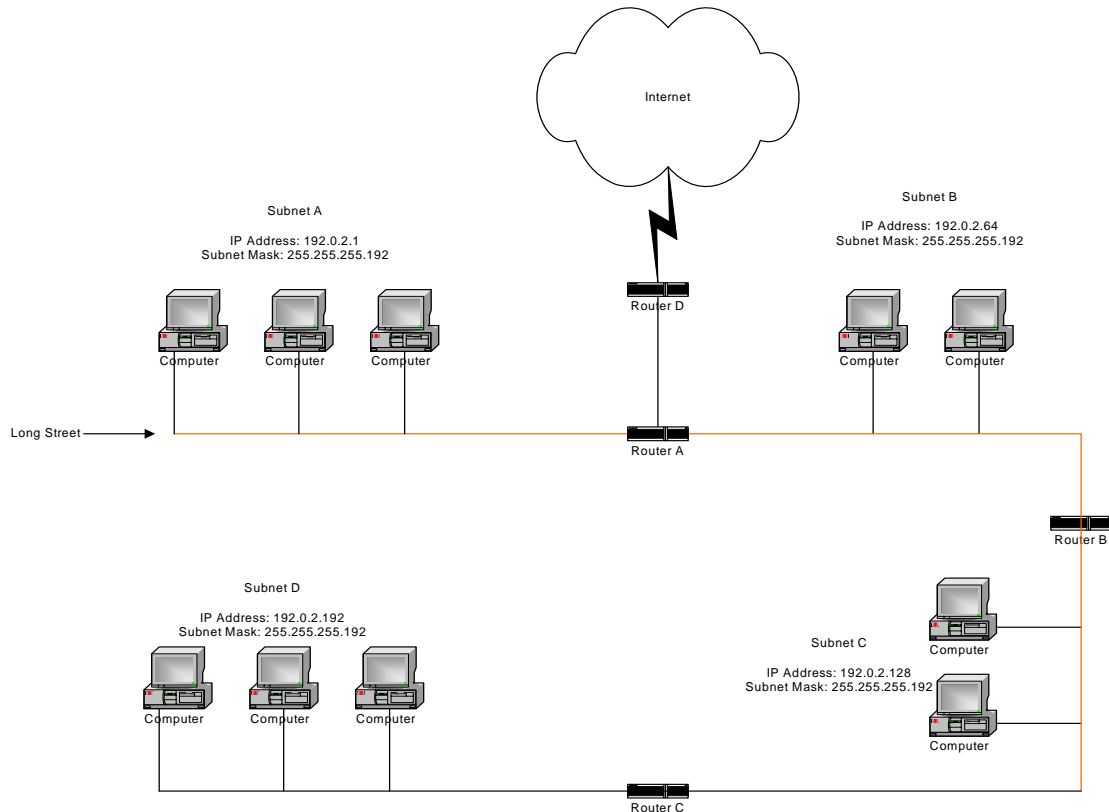 Internet
Subnet A
IP Address: 192.0.2.1
Subnet Mask: 255.255.255.192
Subnet B
IP Address: 192.0.2.64
Subnet Mask: 255.255.255.192
Router D
Computer
Computer
Computer
Computer
Computer
Long Street
Router A
Router B
Subnet D
IP Address: 192.0.2.192
Subnet Mask: 255.255.255.192
Computer
Subnet C
IP Address: 192.0.2.128
Subnet Mask: 255.255.255.192
Computer
Computer
Computer
Computer
Router C